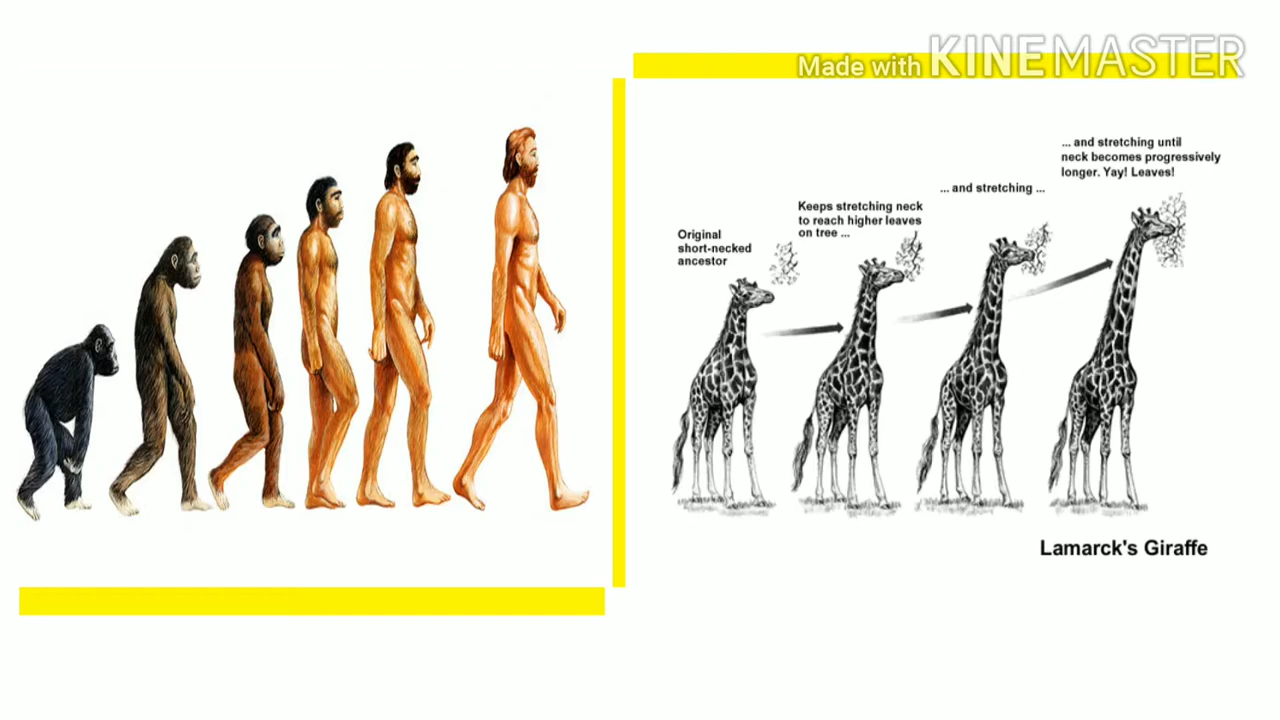 Made with KINEMASTER
... and stretching until
neck becomes progressively
longer. Yay! Leaves!
... and stretching ...
Keeps stretching neck
to reach higher leaves
on tree ...
Original
short-necked
ancestor
Lamarck's Giraffe